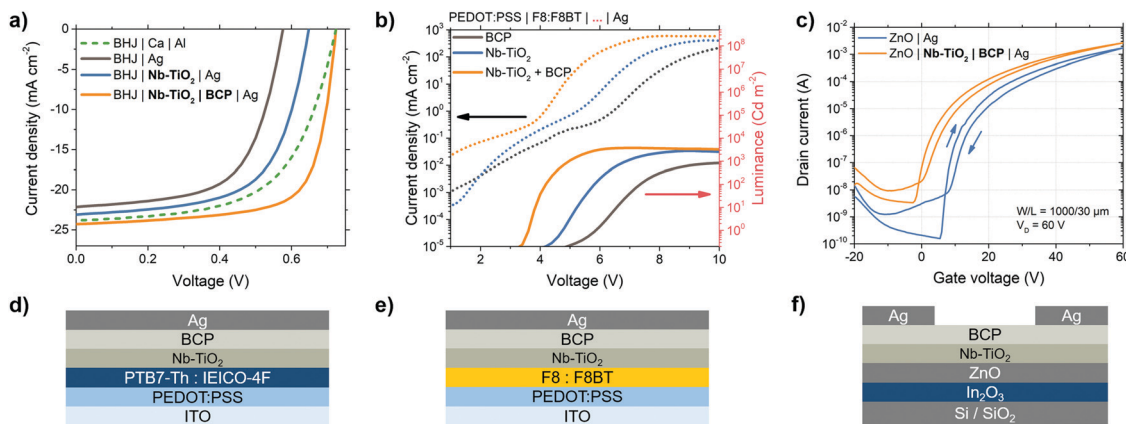 a)
BHJ | Ca | Al
BHJ | Ag
BHJ | Nb-TiO₂ | Ag
BHJ | Nb-TiO₂ | BCP | Ag
0
-5
-10
-15
-20
-25
0.0 0.2 0.4 0.6
Current density (mA cm⁻²)
Voltage (V)
b)
PEDOT:PSS | F8:F8BT | ... | Ag
BCP
Nb-TiO₂
Nb-TiO₂ + BCP
10³
10²
10¹
10⁰
10⁻¹
10⁻²
10⁻³
10⁻⁴
10⁻⁵
2 4 6 8 10
Current density (mA cm⁻²)
Voltage (V)
10⁸
10⁷
10⁶
10⁵
10⁴
10³
10²
10¹
10⁰
Luminance (Cd m⁻²)
c)
ZnO | Ag
ZnO | Nb-TiO₂ | BCP | Ag
10⁻²
10⁻³
10⁻⁴
10⁻⁵
10⁻⁶
10⁻⁷
10⁻⁸
10⁻⁹
10⁻¹⁰
-20 0 20 40 60
Drain current (A)
Gate voltage (V)
W/L = 1000/30 μm
V_D = 60 V
d)
Ag
BCP
Nb-TiO₂
PTB7-Th : IEICO-4F
PEDOT:PSS
ITO
e)
Ag
BCP
Nb-TiO₂
F8 : F8BT
PEDOT:PSS
ITO
f)
Ag Ag
BCP
Nb-TiO₂
ZnO
In₂O₃
Si / SiO₂